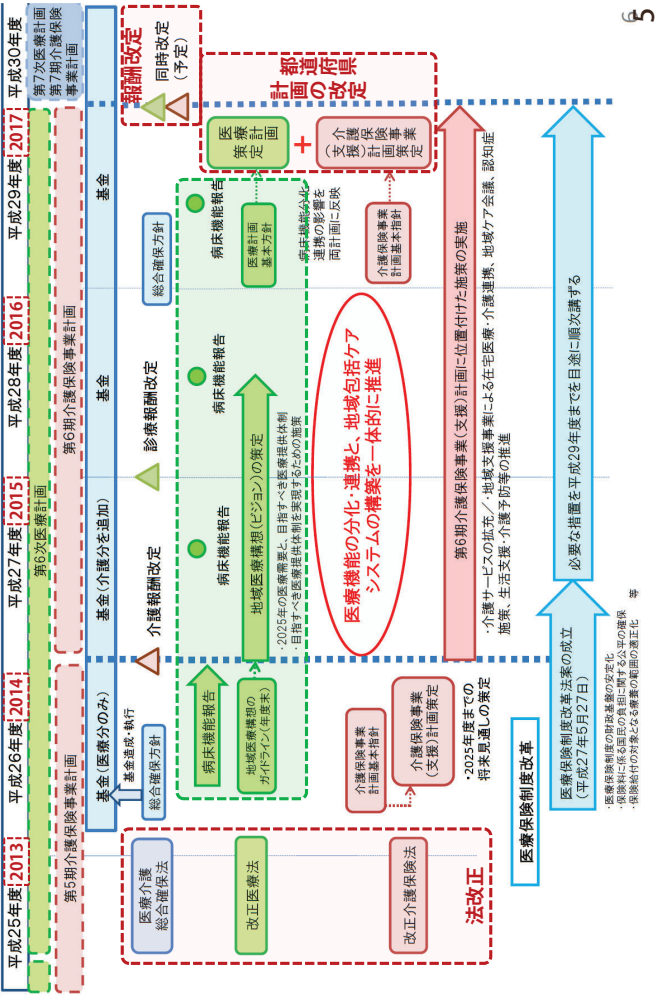 平成25年度
2013
平成26年度
2014
平成27年度
2015
平成28年度
2016
平成29年度
2017
平成30年度
第6次医療計画
第7次医療計画
第7期介護保険
事業計画
第5期介護保険事業計画
第6期介護保険事業計画
基金(医療分のみ)
基金(介護分を追加)
基金
基金
基金造成・執行
総合確保方針
介護報酬改定
診療報酬改定
総合確保方針
報酬改定
同時改定
(予定)
医療介護
総合確保法
改正医療法
改正介護保険法
法改正
病床機能報告
地域医療構想の
ガイドライン(年度末)
病床機能報告
病床機能報告
病床機能報告
地域医療構想(ビジョン)の策定
・2025年の医療需要と、目指すべき医療提供体制
・目指すべき医療提供体制を実現するための施策
医療計画
基本方針
病床機能分化・
連携の影響を
両計画に反映
介護保険事業
計画基本指針
都道府県
計画の改定
医療計画
策定
+
(介護保険事業
(支援)
計画策定
介護保険事業
計画基本指針
介護保険事業
(支援)計画策定
・2025年度までの
将来見通しの策定
医療機能の分化・連携と、地域包括ケア
システムの構築を一体的に推進
第6期介護保険事業(支援)計画に位置付けた施策の実施
・介護サービスの拡充/・地域支援事業による在宅医療・介護連携、地域ケア会議、認知症
施策、生活支援・介護予防等の推進
医療保険制度改革
医療保険制度改革法案の成立
(平成27年5月27日)
必要な措置を平成29年度までを目途に順次講ずる
・医療保険制度の財政基盤の安定化
・保険料に係る国民の負担に関する公平の確保
・保険給付の対象となる療養の範囲の適正化
等
5